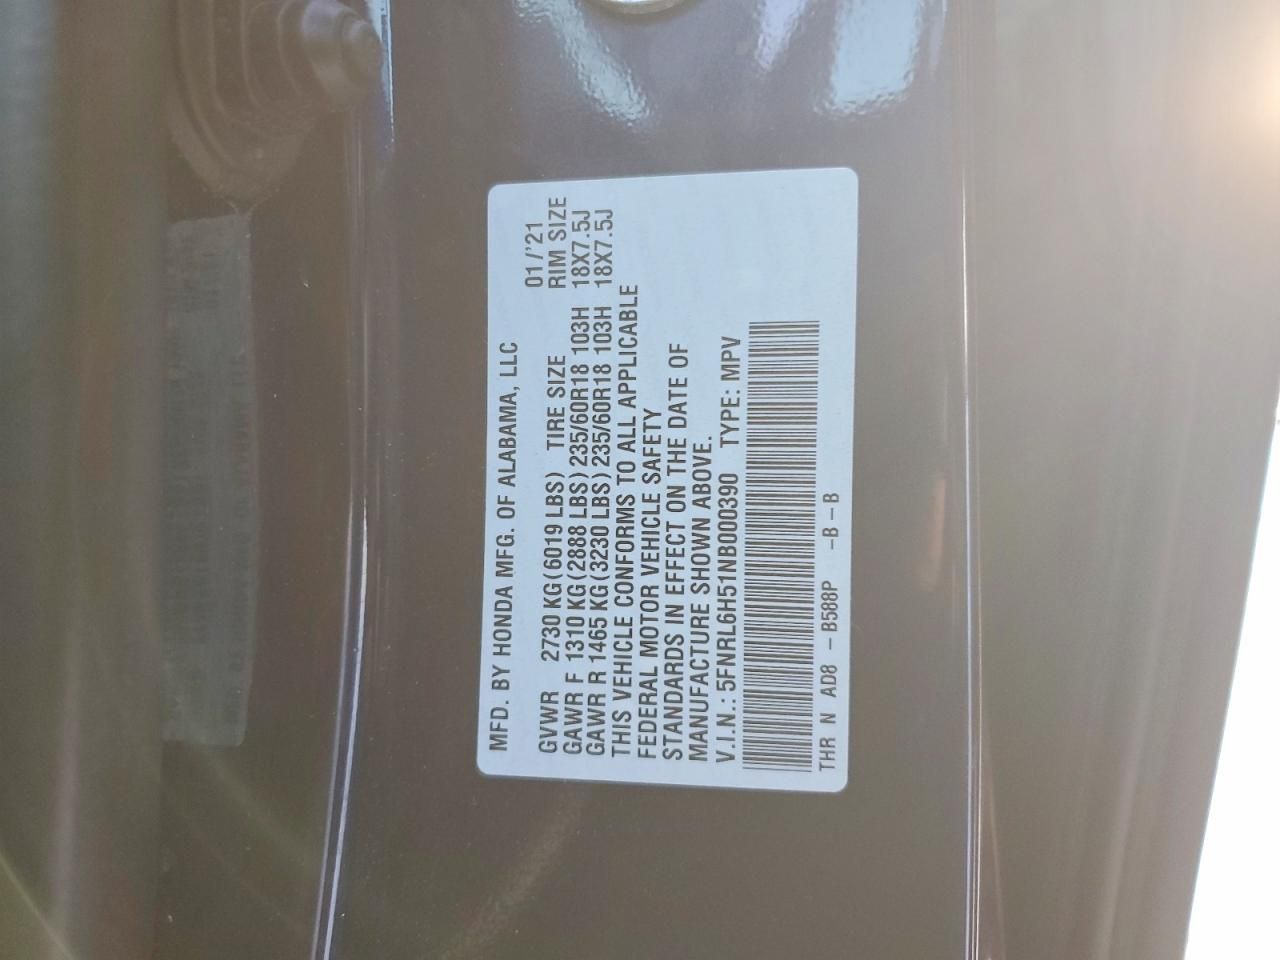 MFD. BY HONDA MFG. OF ALABAMA, LLC
01/'21
GVWR 2730 KG(6019 LBS) TIRE SIZE RIM SIZE
GAWR F 1310 KG(2888 LBS) 235/60R18 103H 18X7.5J
GAWR R 1465 KG(3230 LBS) 235/60R18 103H 18X7.5J
THIS VEHICLE CONFORMS TO ALL APPLICABLE
FEDERAL MOTOR VEHICLE SAFETY
STANDARDS IN EFFECT ON THE DATE OF
MANUFACTURE SHOWN ABOVE.
V.I.N.: 5FNRL6H51NB000390 TYPE: MPV
THR N AD8 - B588P -B-B